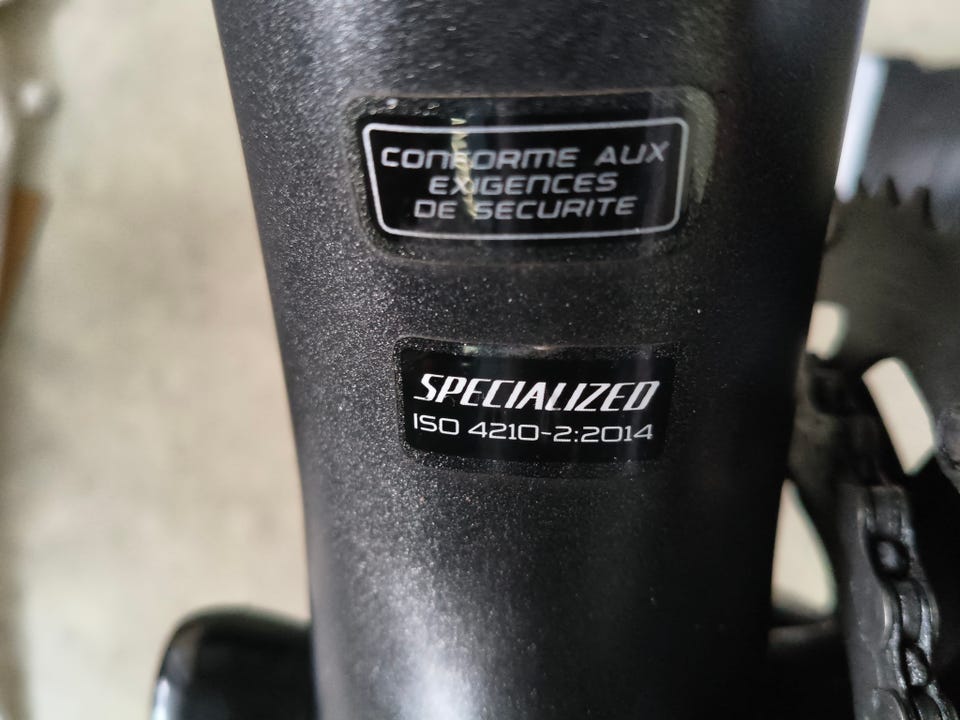 CONFORME AUX
EXIGENCES
DE SECURITE
SPECIALIZED
ISO 4210-2:2014